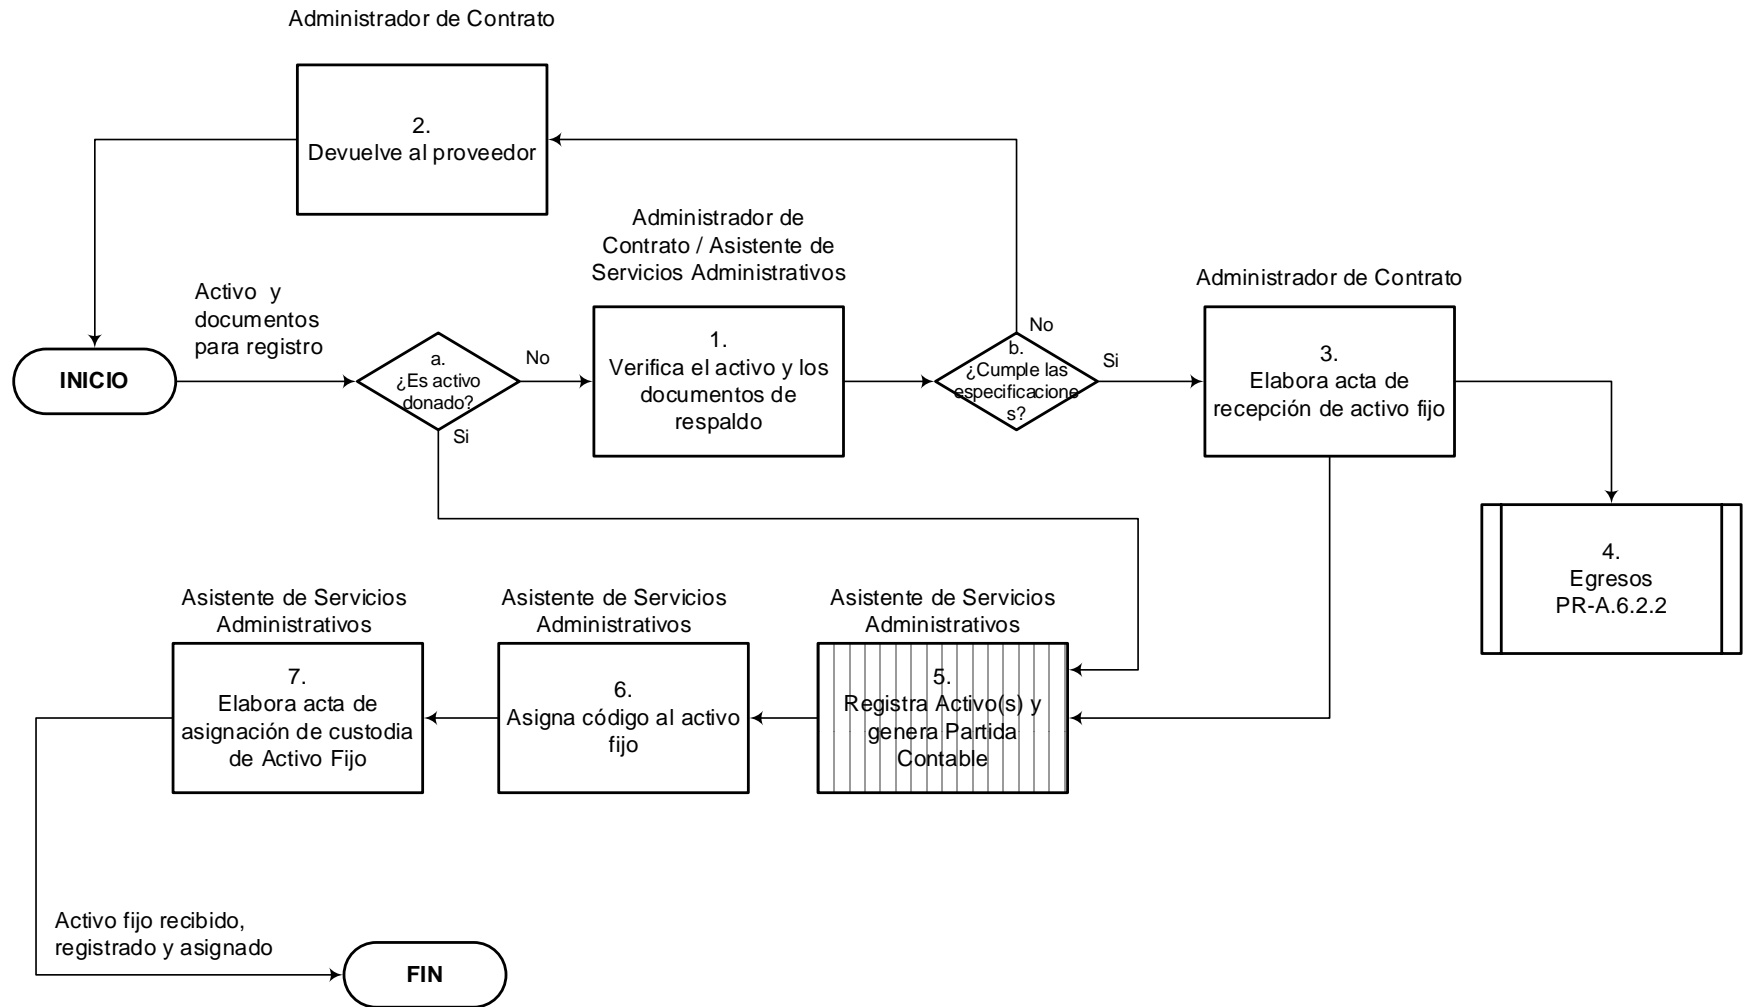 Administrador de Contrato
2.
Devuelve al proveedor
Administrador de
Contrato / Asistente de
Servicios Administrativos
Administrador de Contrato
Activo y
documentos
para registro
INICIO
a.
¿Es activo
donado?
No
Si
1.
Verifica el activo y los
documentos de
respaldo
b.
¿Cumple las
especificacione
s?
No
Si
3.
Elabora acta de
recepción de activo fijo
4.
Egresos
PR-A.6.2.2
Asistente de Servicios
Administrativos
7.
Elabora acta de
asignación de custodia
de Activo Fijo
Asistente de Servicios
Administrativos
6.
Asigna código al activo
fijo
Asistente de Servicios
Administrativos
5.
Registra Activo(s) y
genera Partida
Contable
Activo fijo recibido,
registrado y asignado
FIN